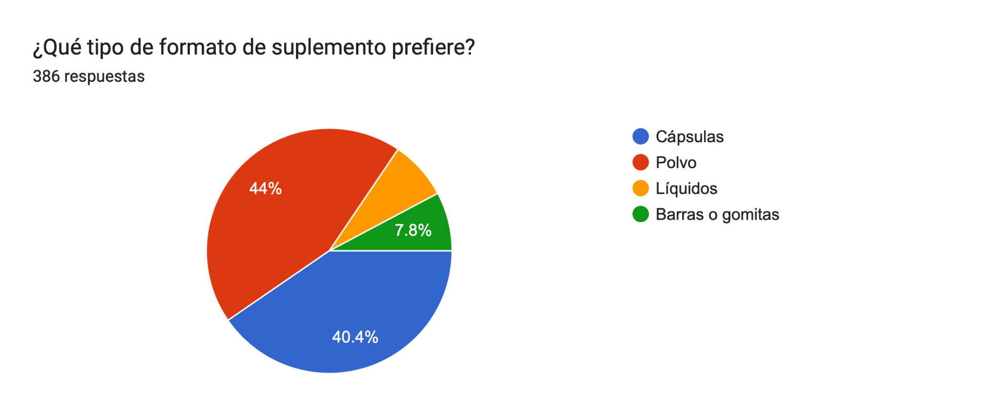 ¿Qué tipo de formato de suplemento prefiere?
386 respuestas
44%
7.8%
40.4%
Cápsulas
Polvo
Líquidos
Barras o gomitas